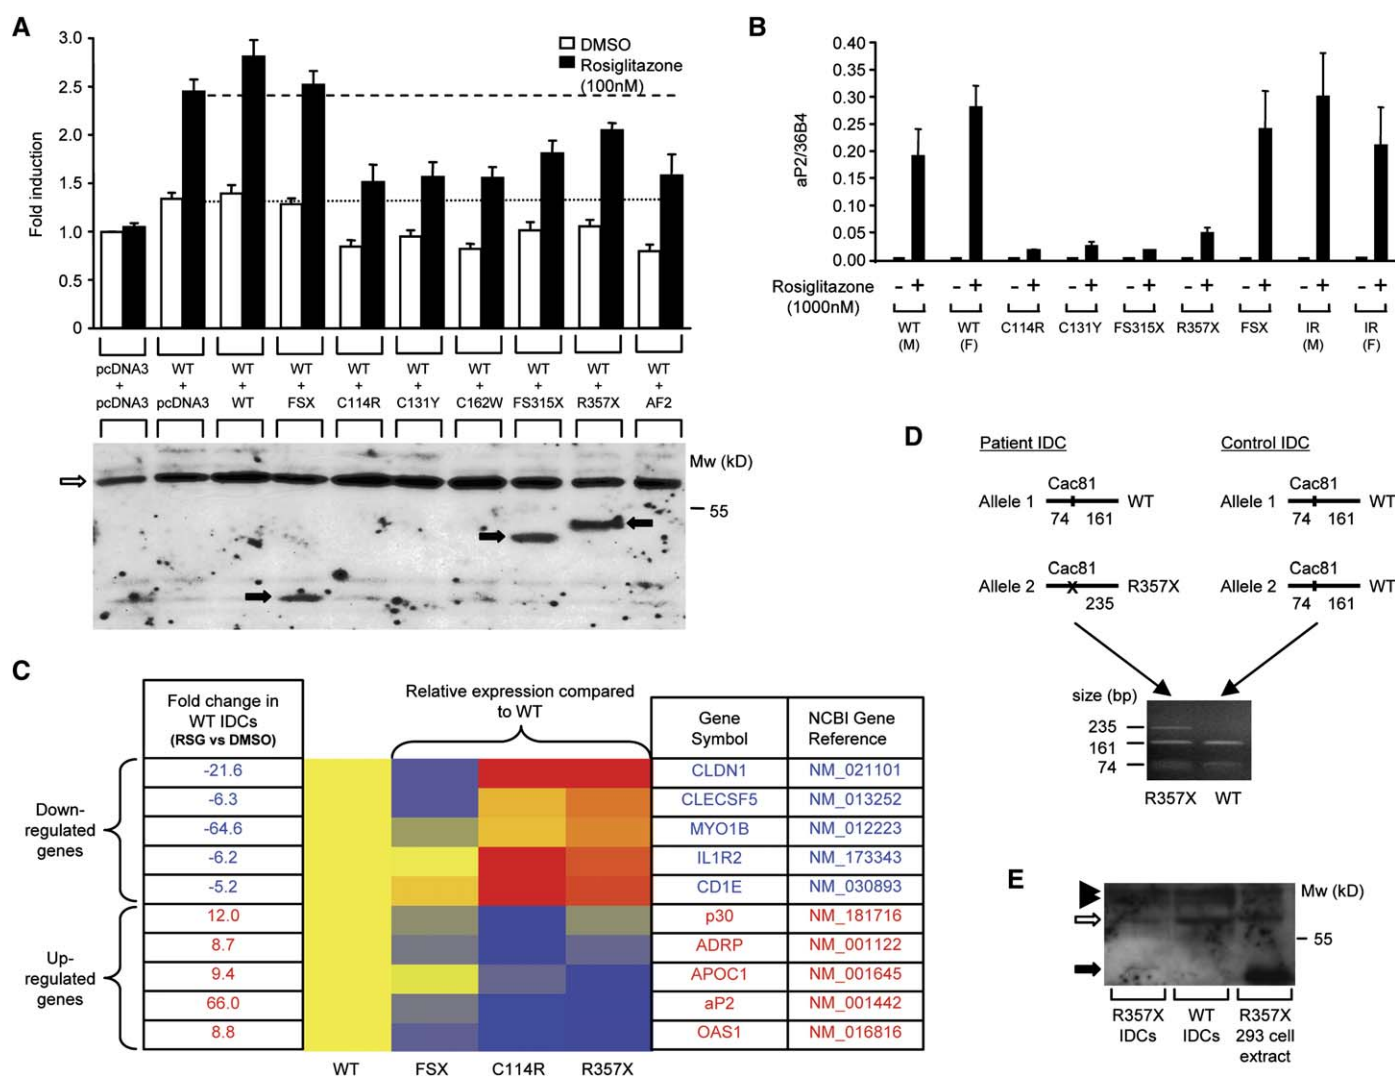 A
3.0
2.5
2.0
1.5
1.0
0.5
0
Fold induction
DMSO
Rosiglitazone
(100nM)
pcDNA3 WT WT WT WT WT WT WT WT WT
+ + + + + + + + + +
pcDNA3 pcDNA3 WT FSX C114R C131Y C162W FS315X R357X AF2
Mw (kD)
55
B
0.40
0.35
0.30
0.25
0.20
0.15
0.10
0.05
0.00
aP2/36B4
Rosiglitazone
(1000nM)
- + - + - + - + - + - + - + - + - +
WT WT C114R C131Y FS315X R357X FSX IR IR
(M) (F) (M) (F)
C
Fold change in
WT IDCs
(RSG vs DMSO)
Relative expression compared
to WT
Gene
Symbol
NCBI Gene
Reference
Down-
regulated
genes
-21.6 CLDN1 NM_021101
-6.3 CLECSF5 NM_013252
-64.6 MYO1B NM_012223
-6.2 IL1R2 NM_173343
-5.2 CD1E NM_030893
Up-
regulated
genes
12.0 p30 NM_181716
8.7 ADRP NM_001122
9.4 APOC1 NM_001645
66.0 aP2 NM_001442
8.8 OAS1 NM_016816
WT FSX C114R R357X
D
Patient IDC Control IDC
Cac81 Cac81
Allele 1 WT Allele 1 WT
74 161 74 161
Cac81 Cac81
Allele 2 x R357X Allele 2 WT
235 74 161
size (bp)
235
161
74
R357X WT
E
Mw (kD)
55
R357X WT R357X
IDCs IDCs 293 cell
extract